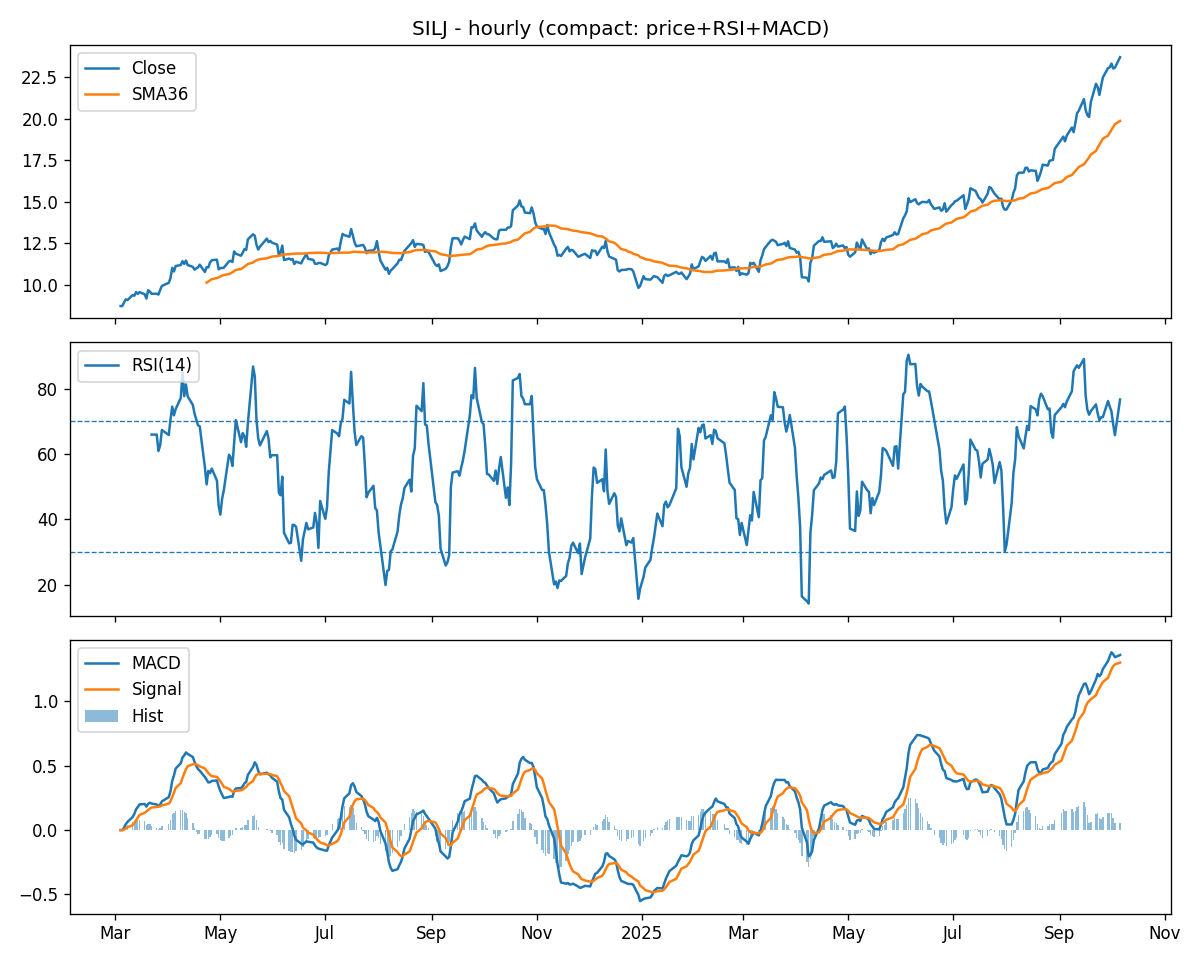 SILJ - hourly (compact: price+RSI+MACD)
Close
SMA36
22.5
20.0
17.5
15.0
12.5
10.0
RSI(14)
80
60
40
20
MACD
Signal
Hist
1.0
0.5
0.0
−0.5
Mar May Jul Sep Nov 2025 Mar May Jul Sep Nov